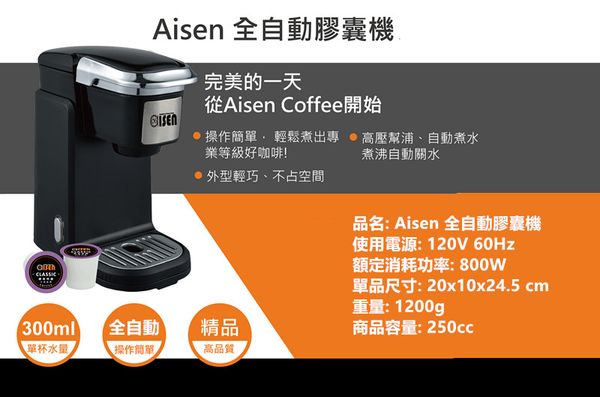 Aisen 全自動膠囊機
完美的一天
從Aisen Coffee開始
操作簡單，輕鬆煮出專
業等級好咖啡!
外型輕巧、不占空間
高壓幫浦、自動煮水
煮沸自動關水
AISEN
AISEN
CLASSIC
品名: Aisen 全自動膠囊機
使用電源: 120V 60Hz
額定消耗功率: 800W
單品尺寸: 20x10x24.5 cm
重量: 1200g
商品容量: 250cc
300ml
單杯水量
全自動
操作簡單
精品
高品質